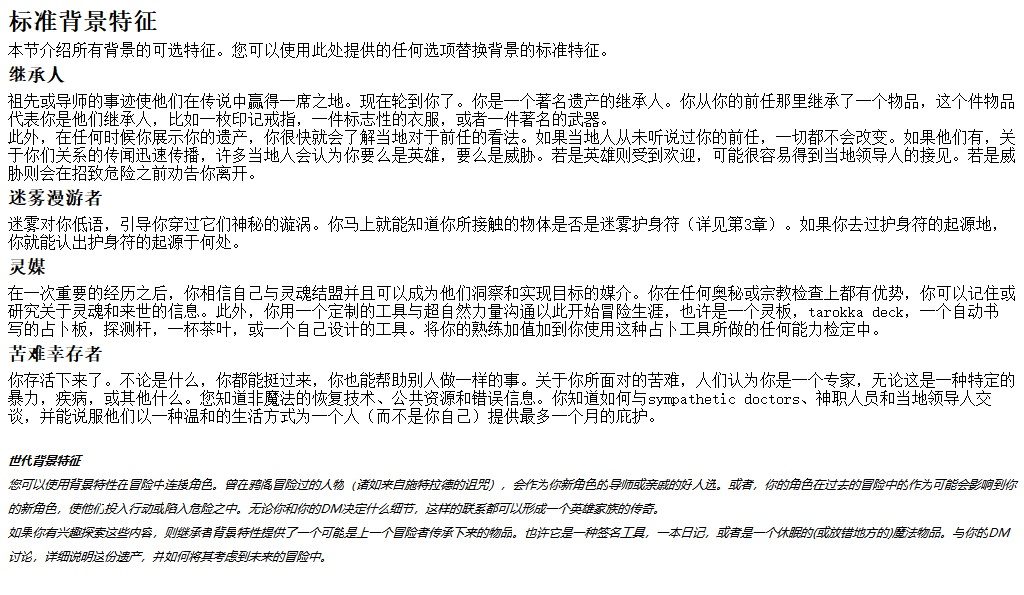 标准背景特征
本节介绍所有背景的可选特征。您可以使用此处提供的任何选项替换背景的标准特征。
继承人
祖先或导师的事迹使他们在传说中赢得一席之地。现在轮到你了。你是一个著名遗产的继承人。你从你的前任那里继承了一个物品，这个件物品
代表你是他们继承人，比如一枚印记戒指，一件标志性的衣服，或者一件著名的武器。
此外，在任何时候你展示你的遗产，你很快就会了解当地对于前任的看法。如果当地人从未听说过你的前任，一切都不会改变。如果他们有，关
于你们关系的传闻迅速传播，许多当地人会认为你要么是英雄，要么是威胁。若是英雄则受到欢迎，可能很容易得到当地领导人的接见。若是威
胁则会在招致危险之前劝告你离开。
迷雾漫游者
迷雾对你低语，引导你穿过它们神秘的漩涡。你马上就能知道你所接触的物体是否是迷雾护身符（详见第3章）。如果你去过护身符的起源地，
你就能认出护身符的起源于何处。
灵媒
在一次重要的经历之后，你相信自己与灵魂结盟并且可以成为他们洞察和实现目标的媒介。你在任何奥秘或宗教检查上都有优势，你可以记住或
研究关于灵魂和来世的信息。此外，你用一个定制的工具与超自然力量沟通以此开始冒险生涯，也许是一个灵板，tarokka deck，一个自动书
写的占卜板，探测杆，一杯茶叶，或一个自己设计的工具。将你的熟练加值加到你使用这种占卜工具所做的任何能力检定中。
苦难幸存者
你存活下来了。不论是什么，你都能挺过来，你也能帮助别人做一样的事。关于你所面对的苦难，人们认为你是一个专家，无论这是一种特定的
暴力，疾病，或其他什么。您知道非魔法的恢复技术、公共资源和错误信息。你知道如何与sympathetic doctors、神职人员和当地领导人交
谈，并能说服他们以一种温和的生活方式为一个人（而不是你自己）提供最多一个月的庇护。
世代背景特征
您可以使用背景特性在冒险中连接角色。曾在鸦阁冒险过的人物（诸如来自施特拉德的诅咒），会作为你新角色的导师或亲戚的好人选。或者，你的角色在过去的冒险中的作为可能会影响到你
的新角色，使他们投入行动或陷入危险之中。无论你和你的DM决定什么细节，这样的联系都可以形成一个英雄家族的传奇。
如果你有兴趣探索这些内容，则继承者背景特性提供了一个可能是上一个冒险者传承下来的物品。也许它是一种签名工具，一本日记，或者是一个休眠的(或放错地方的)魔法物品。与你的DM
讨论，详细说明这份遗产，并如何将其考虑到未来的冒险中。